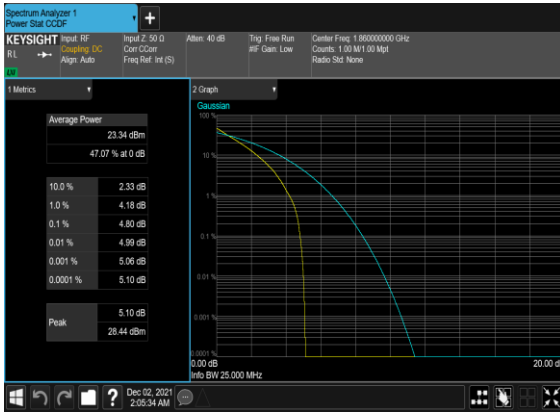 Spectrum Analyzer 1
Power Stat CCDF
+
KEYSIGHT
RL
LXI
Input: RF
Coupling: DC
Align: Auto
Input Z: 50 Ω
Corr CCorr
Freq Ref: Int (S)
Atten: 40 dB
Trig: Free Run
#IF Gain: Low
Center Freq: 1.860000000 GHz
Counts: 1.00 M/1.00 Mpt
Radio Std: None
1 Metrics
Average Power
23.34 dBm
47.07 % at 0 dB
10.0 % 2.33 dB
1.0 % 4.18 dB
0.1 % 4.80 dB
0.01 % 4.99 dB
0.001 % 5.06 dB
0.0001 % 5.10 dB
Peak
5.10 dB
28.44 dBm
2 Graph
Gaussian
100 %
10 %
1 %
0.1 %
0.01 %
0.001 %
0.0001 %
0.00 dB
20.00 d
Info BW 25.000 MHz
?
Dec 02, 2021
2:05:34 AM